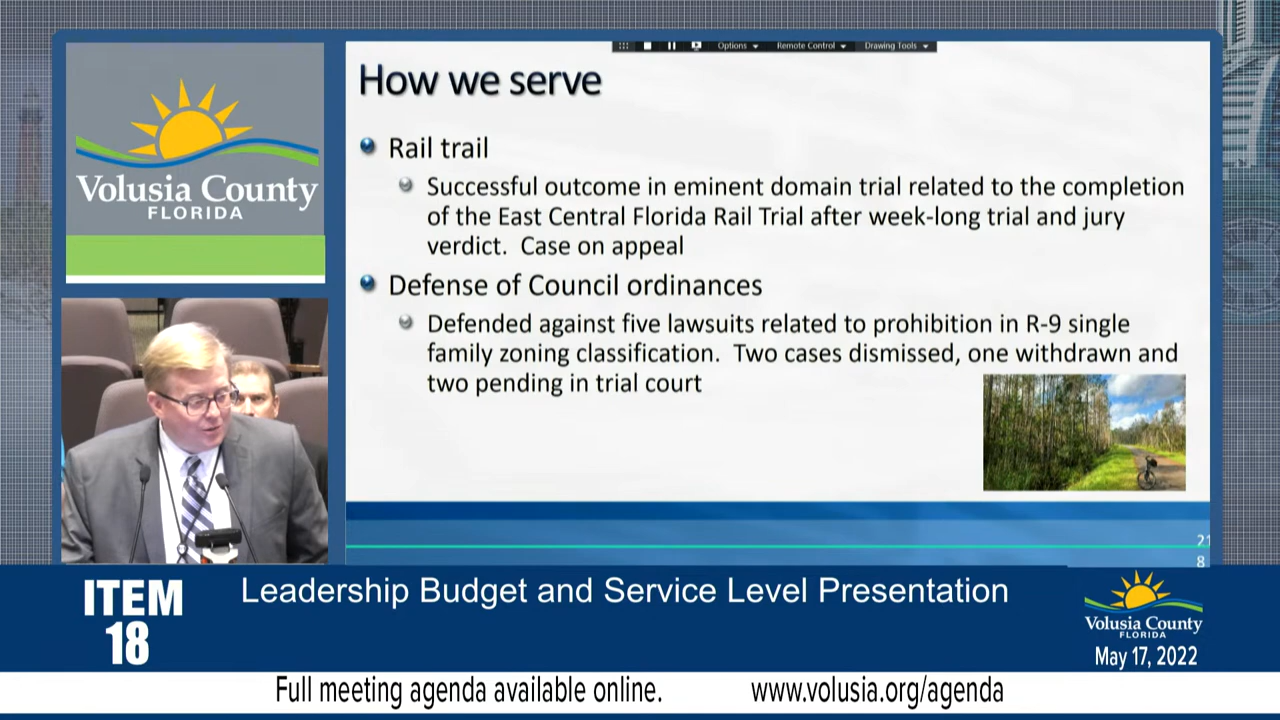 Options
Remote Control
Drawing Tools
How we serve
Rail trail
Successful outcome in eminent domain trial related to the completion
of the East Central Florida Rail Trial after week-long trial and jury
verdict. Case on appeal
Defense of Council ordinances
Defended against five lawsuits related to prohibition in R-9 single
family zoning classification. Two cases dismissed, one withdrawn and
two pending in trial court
21
8
Volusia County
FLORIDA
ITEM
18
Leadership Budget and Service Level Presentation
Volusia County
FLORIDA
May 17, 2022
Full meeting agenda available online.
www.volusia.org/agenda